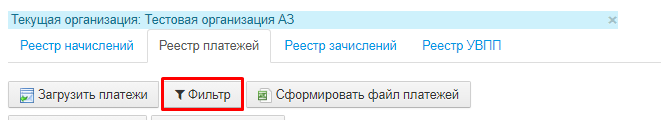 Текущая организация: Тестовая организация АЗ ×
Реестр начислений Реестр платежей Реестр зачислений Реестр УВПП
Загрузить платежи Фильтр Сформировать файл платежей